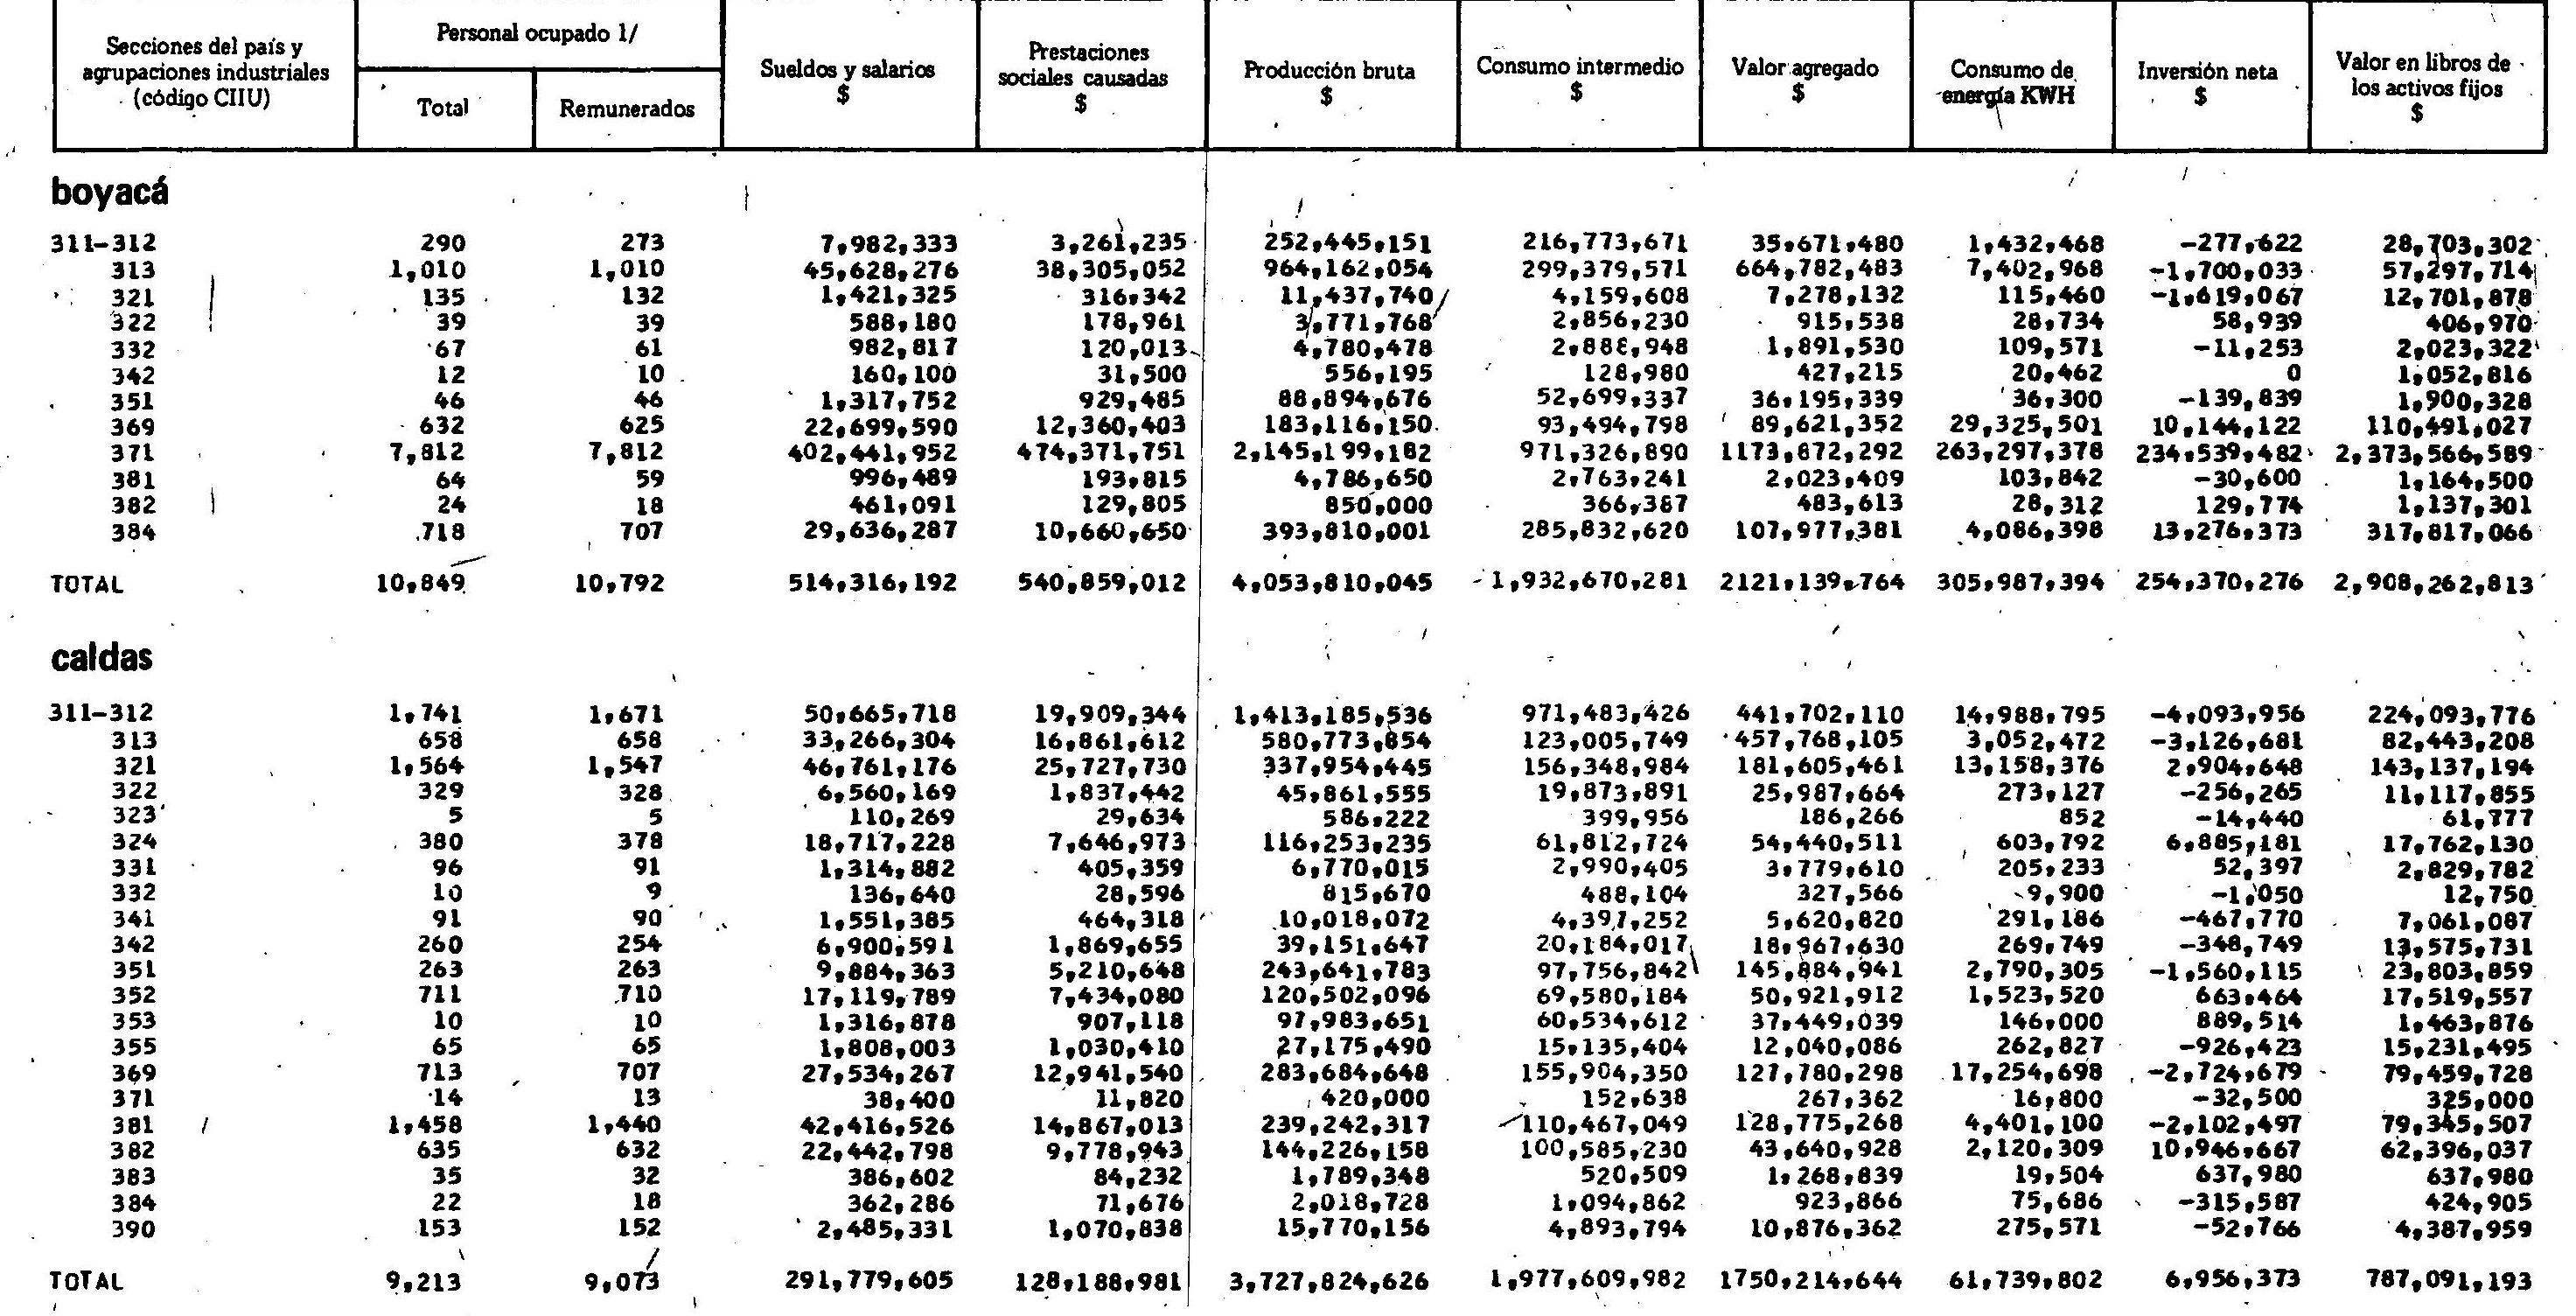 Secciones del país y agrupaciones industriales (código CIIU) Personal ocupado 1/ Total Remunerados Sueldos y salarios $ Prestaciones sociales causadas $ Producción bruta $ Consumo intermedio $ Valor agregado $ Consumo de energía KWH Inversión neta $ Valor en libros de los activos fijos $
boyacá
311-312 290 273 7,982,333 3,261,235 252,445,151 216,773,671 35,671,480 1,432,468 -277,622 28,703,302
313 1,010 1,010 45,628,276 38,305,052 964,162,054 299,379,571 664,782,483 7,402,968 -1,700,033 57,297,714
321 135 132 1,421,325 316,342 11,437,740 4,159,608 7,278,132 115,460 -1,619,067 12,701,878
322 39 39 588,180 178,961 3,771,768 2,856,230 915,538 28,734 58,939 406,970
332 67 61 982,817 120,013 4,780,478 2,888,948 1,891,530 109,571 -11,253 2,023,322
342 12 10 160,100 31,500 556,195 128,980 427,215 20,462 0 1,052,816
351 46 46 1,317,752 929,485 88,894,676 52,699,337 36,195,339 36,300 -139,839 1,900,328
369 632 625 22,699,590 12,360,403 183,116,150 93,494,798 89,621,352 29,325,501 10,144,122 110,491,027
371 7,812 7,812 402,441,952 474,371,751 2,145,199,182 971,326,890 1173,872,292 263,297,378 234,539,482 2,373,566,589
381 64 59 996,489 193,815 4,786,650 2,763,241 2,023,409 103,842 -30,600 1,164,500
382 24 18 461,091 129,805 850,000 366,387 483,613 28,312 129,774 1,137,301
384 718 707 29,636,287 10,660,650 393,810,001 285,832,620 107,977,381 4,086,398 13,276,373 317,817,066
TOTAL 10,849 10,792 514,316,192 540,859,012 4,053,810,045 1,932,670,281 2121,139,764 305,987,394 254,370,276 2,908,262,813
caldas
311-312 1,741 1,671 50,665,718 19,909,344 1,413,185,536 971,483,426 441,702,110 14,988,795 -4,093,956 224,093,776
313 658 658 33,266,304 16,861,612 580,773,854 123,005,749 457,768,105 3,052,472 -3,126,681 82,443,208
321 1,564 1,547 46,761,176 25,727,730 337,954,445 156,348,984 181,605,461 13,158,376 2,904,648 143,137,194
322 329 328 6,560,169 1,837,442 45,861,555 19,873,891 25,987,664 273,127 -256,265 11,117,855
323 5 5 110,269 29,634 586,222 399,956 186,266 852 -14,440 61,777
324 380 378 18,717,228 7,646,973 116,253,235 61,812,724 54,440,511 603,792 6,885,181 17,762,130
331 96 91 1,314,882 405,359 6,770,015 2,990,405 3,779,610 205,233 52,397 2,829,782
332 10 9 136,640 28,596 815,670 488,104 327,566 9,900 -1,050 12,750
341 91 90 1,551,385 464,318 10,018,072 4,397,252 5,620,820 291,186 -467,770 7,061,087
342 260 254 6,900,591 1,869,655 39,151,647 20,184,017 18,967,630 269,749 -348,749 13,575,731
351 263 263 9,884,363 5,210,648 243,641,783 97,756,842 145,884,941 2,790,305 -1,560,115 23,803,859
352 711 710 17,119,789 7,434,080 120,502,096 69,580,184 50,921,912 1,523,520 663,464 17,519,557
353 10 10 1,316,878 907,118 97,983,651 60,534,612 37,449,039 146,000 889,514 1,463,876
355 65 65 1,808,003 1,030,410 27,175,490 15,135,404 12,040,086 262,827 -926,423 15,231,495
369 713 707 27,534,267 12,941,540 283,684,648 155,904,350 127,780,298 17,254,698 -2,724,679 79,459,728
371 14 13 38,400 11,820 420,000 152,638 267,362 16,800 -32,500 325,000
381 1,458 1,440 42,416,526 14,867,013 239,242,317 110,467,049 128,775,268 4,401,100 -2,102,497 79,345,507
382 635 632 22,442,798 9,778,943 144,226,158 100,585,230 43,640,928 2,120,309 10,946,667 62,396,037
383 35 32 386,602 84,232 1,789,348 520,509 1,268,839 19,504 637,980 637,980
384 22 18 362,286 71,676 2,018,728 1,094,862 923,866 75,686 -315,587 424,905
390 153 152 2,485,331 1,070,838 15,770,156 4,893,794 10,876,362 275,571 -52,766 4,387,959
TOTAL 9,213 9,073 291,779,605 128,188,981 3,727,824,626 1,977,609,982 1750,214,644 61,739,802 6,956,373 787,091,193